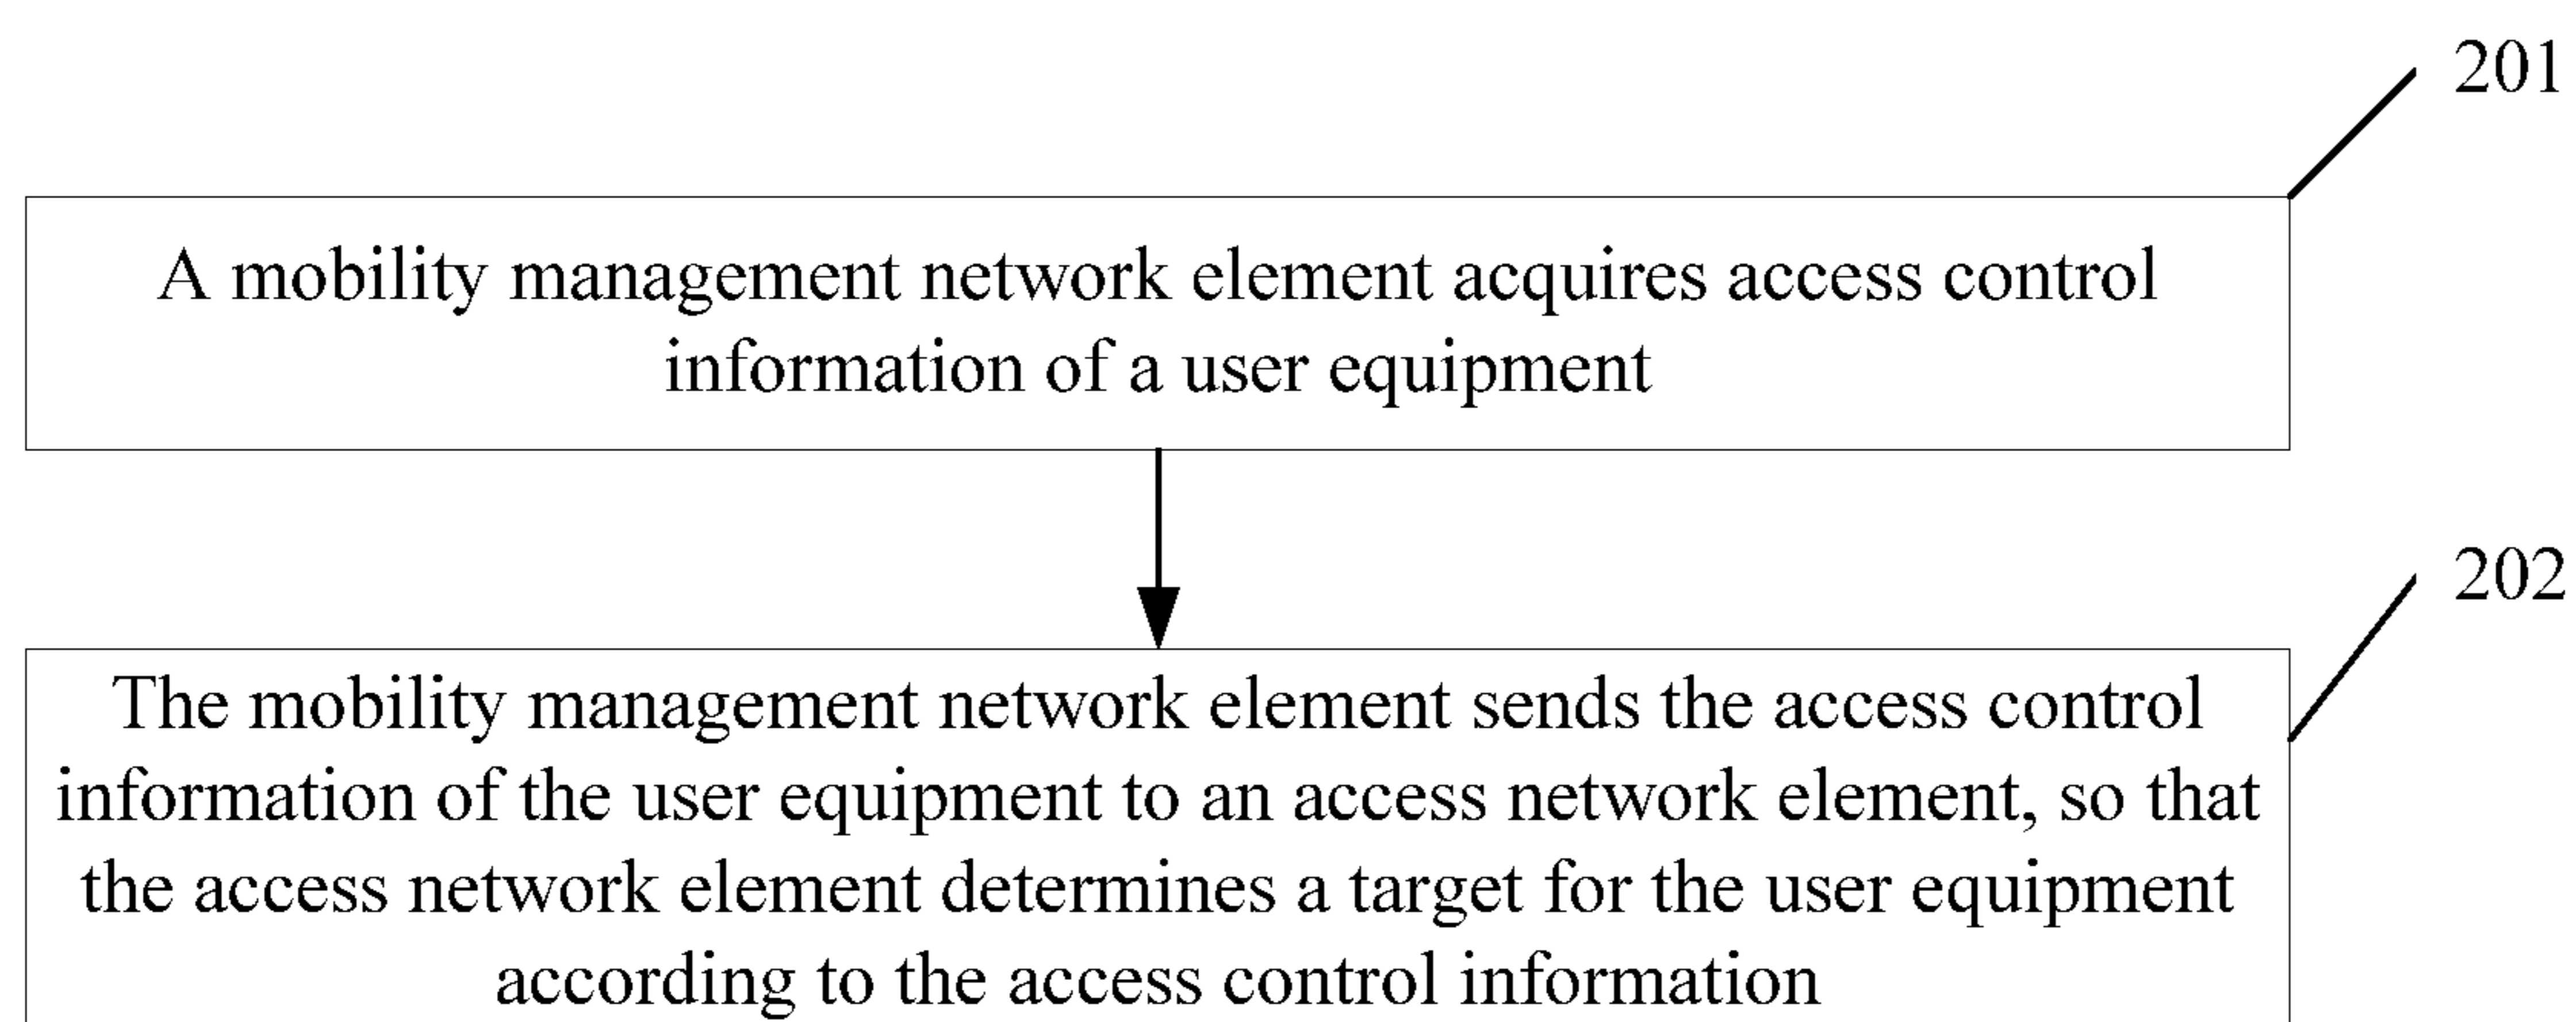 201
A mobility management network element acquires access control
information of a user equipment
202
The mobility management network element sends the access control
information of the user equipment to an access network element, so that
the access network element determines a target for the user equipment
according to the access control information